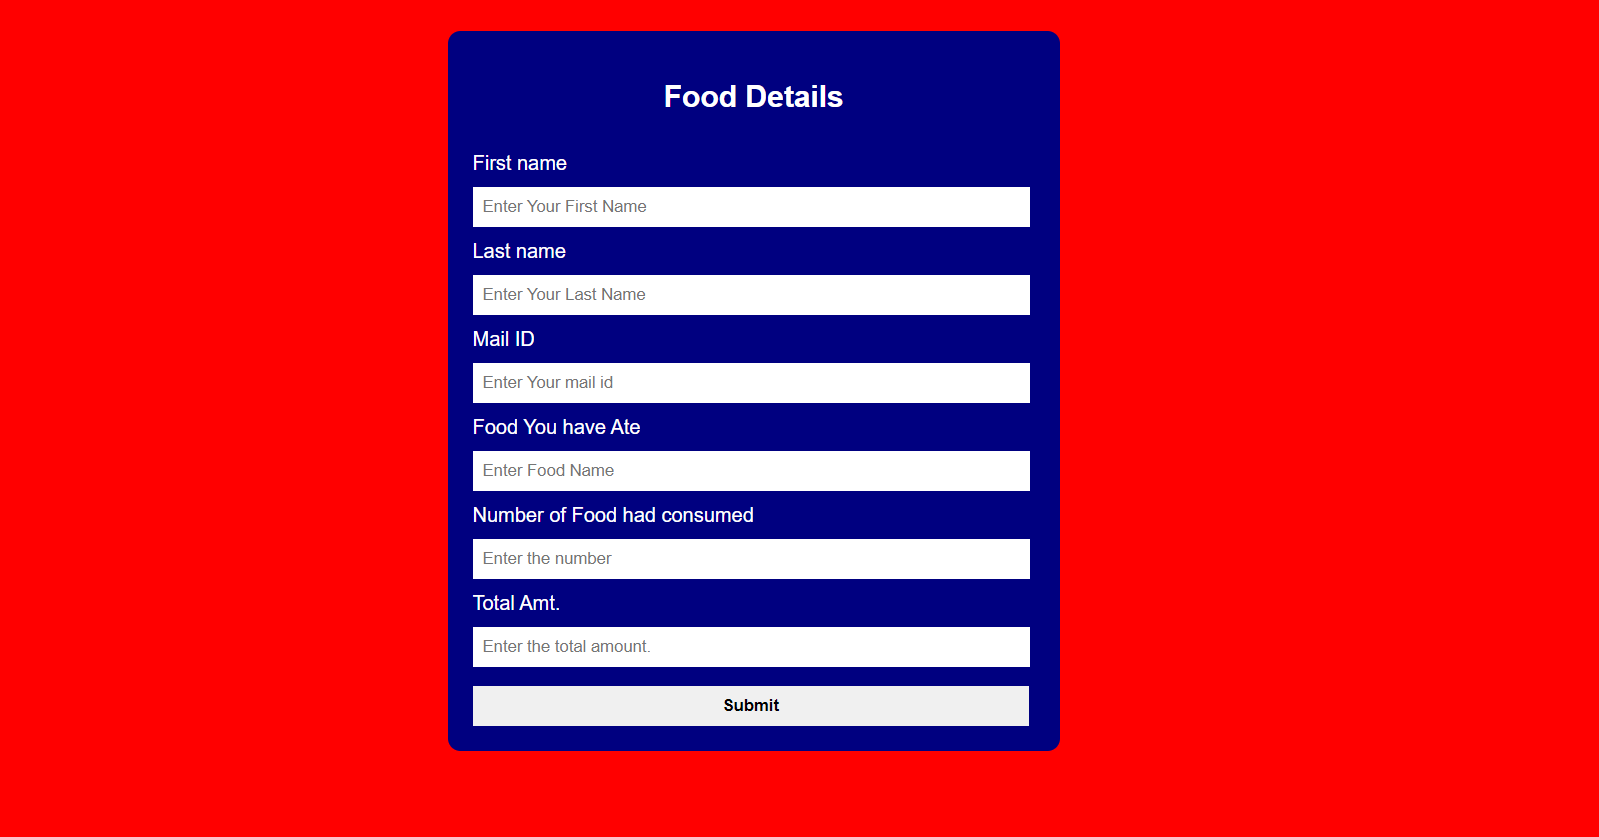 Food Details
First name
Enter Your First Name
Last name
Enter Your Last Name
Mail ID
Enter Your mail id
Food You have Ate
Enter Food Name
Number of Food had consumed
Enter the number
Total Amt.
Enter the total amount.
Submit